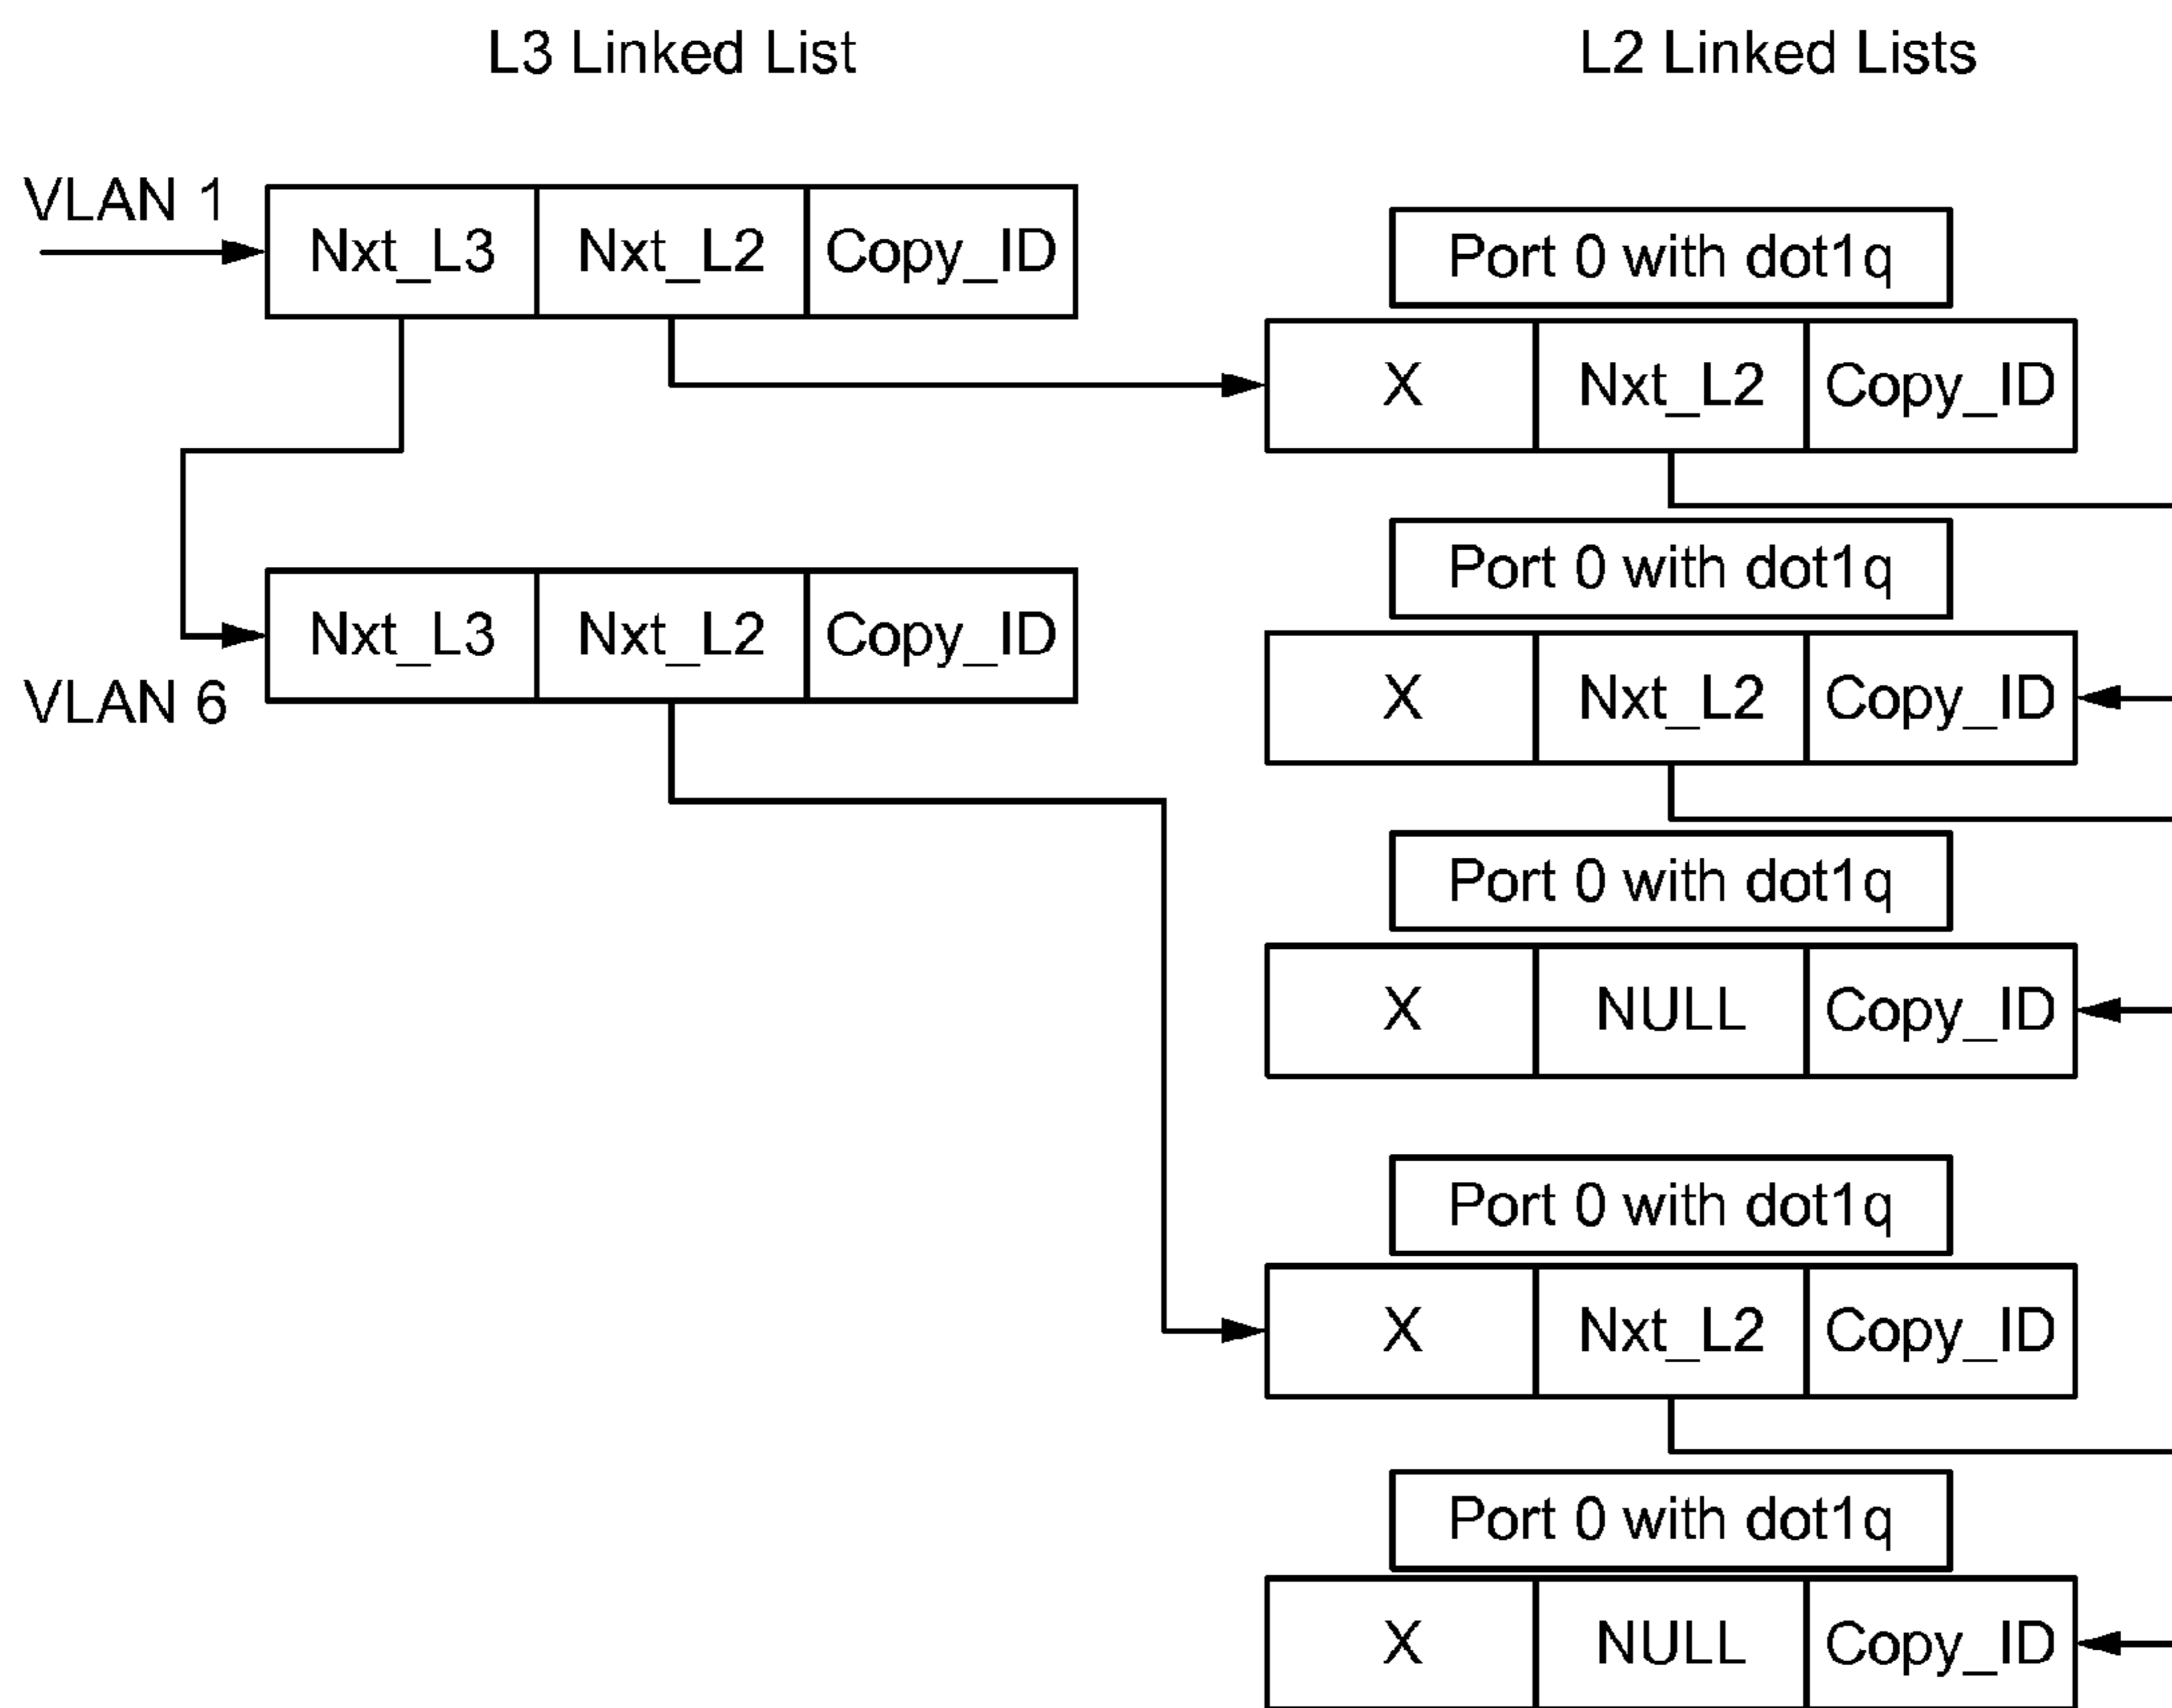 L3 Linked List
L2 Linked Lists
VLAN 1
Nxt_L3 Nxt_L2 Copy_ID
Port 0 with dot1q
X Nxt_L2 Copy_ID
Port 0 with dot1q
Nxt_L3 Nxt_L2 Copy_ID
VLAN 6
X Nxt_L2 Copy_ID
Port 0 with dot1q
X NULL Copy_ID
Port 0 with dot1q
X Nxt_L2 Copy_ID
Port 0 with dot1q
X NULL Copy_ID